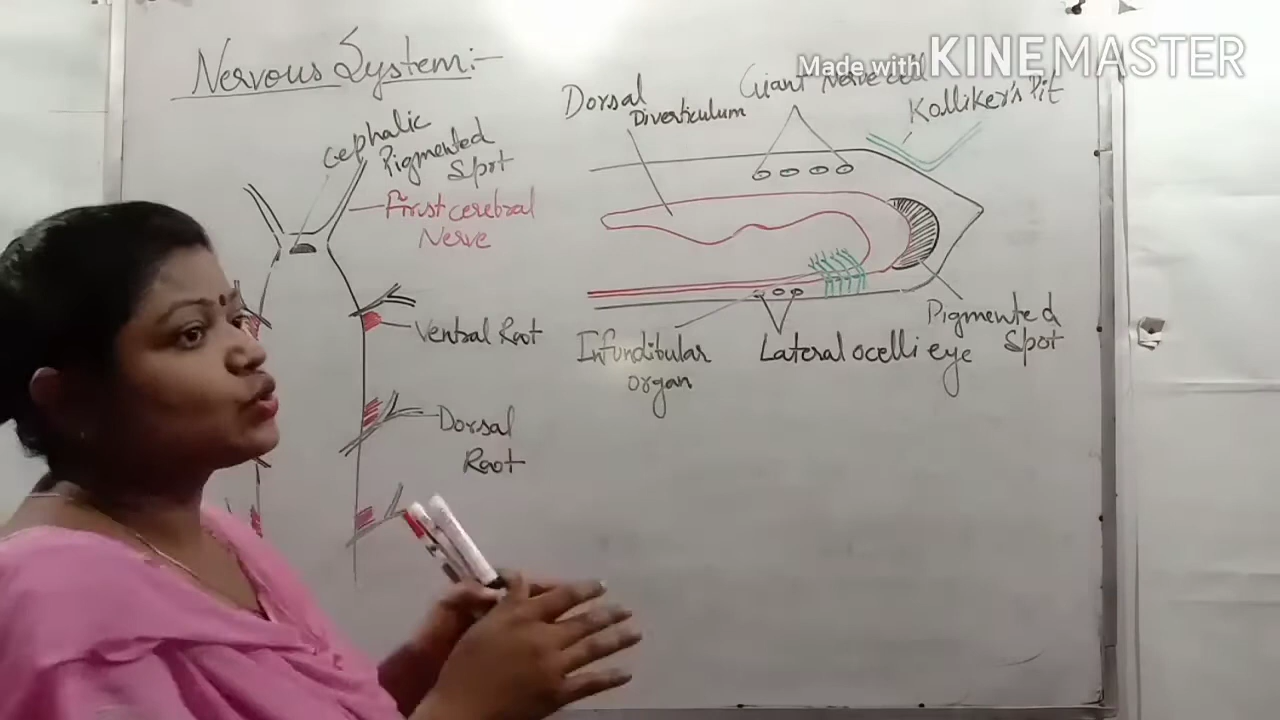 Nervous System:-
Made with KINEMASTER
Cephalic
Pigmented
Spot
First cerebral
Nerve
Ventral Root
Dorsal
Root
Dorsal
Diverticulum
Giant Nerve cell
Kolliker's Pit
Infundibular
organ
Lateral ocelli eye
Pigmented
Spot